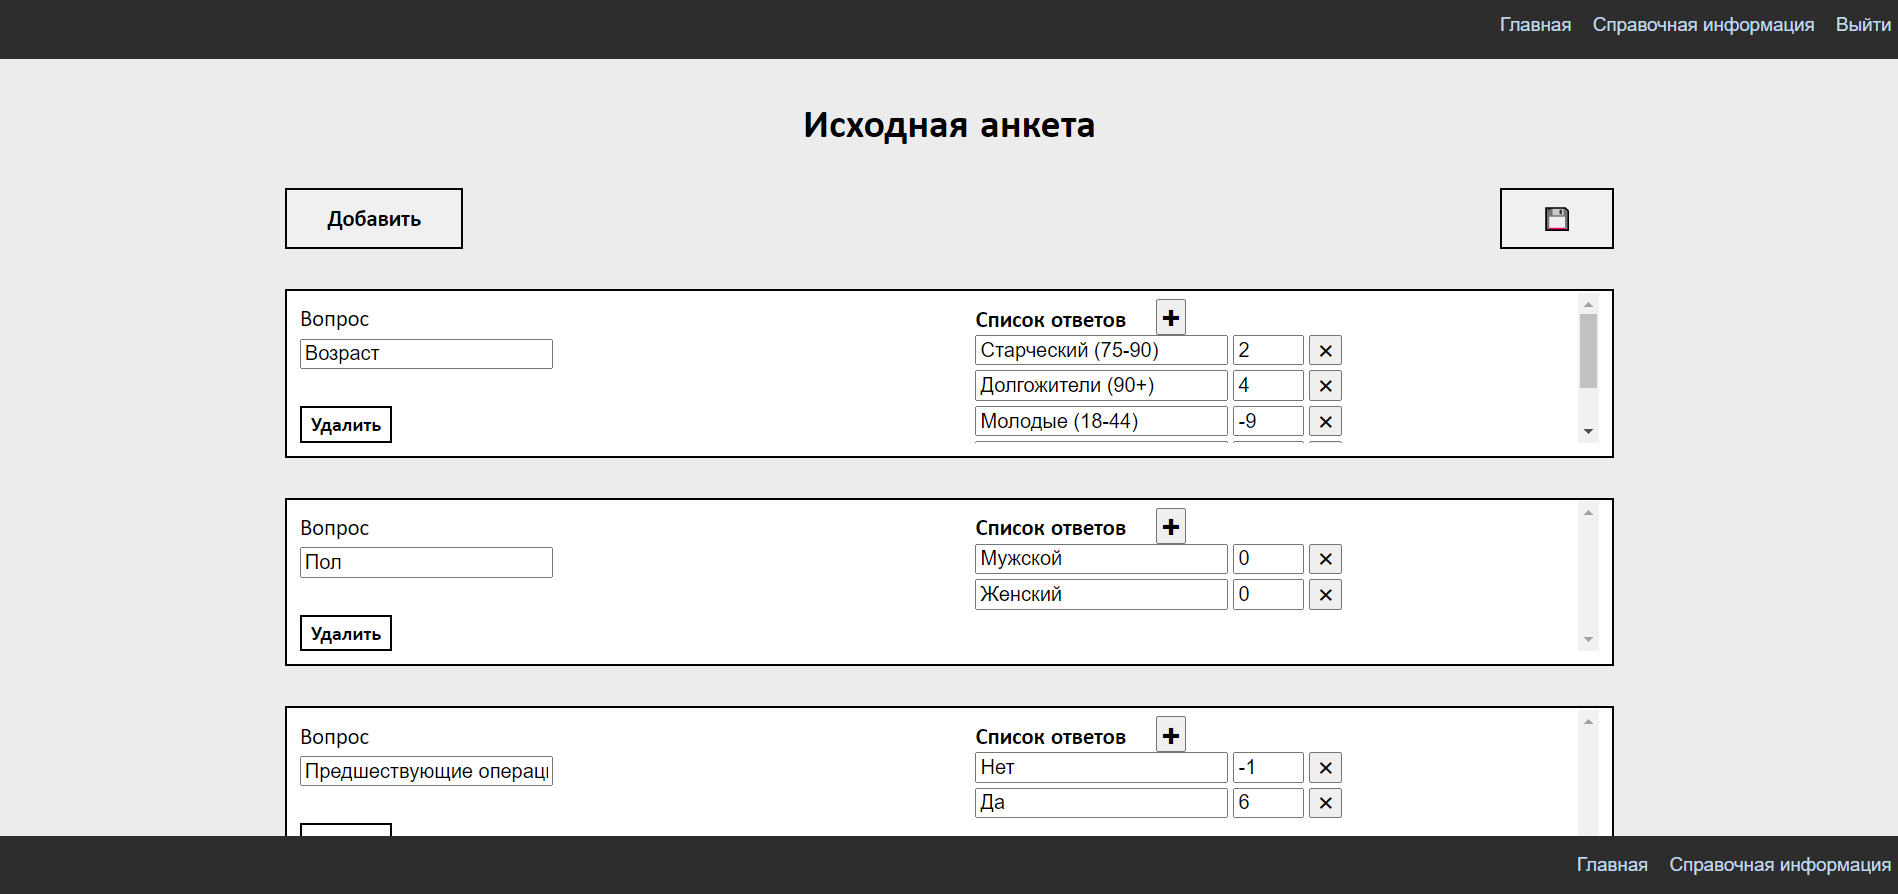 Главная Справочная информация Выйти
Исходная анкета
Добавить
Вопрос
Возраст
Удалить
Список ответов
Старческий (75-90) 2
Долгожители (90+) 4
Молодые (18-44) -9
Вопрос
Пол
Удалить
Список ответов
Мужской 0
Женский 0
Вопрос
Предшествующие
Список ответов
Нет -1
Да 6
Главная Справочная информация